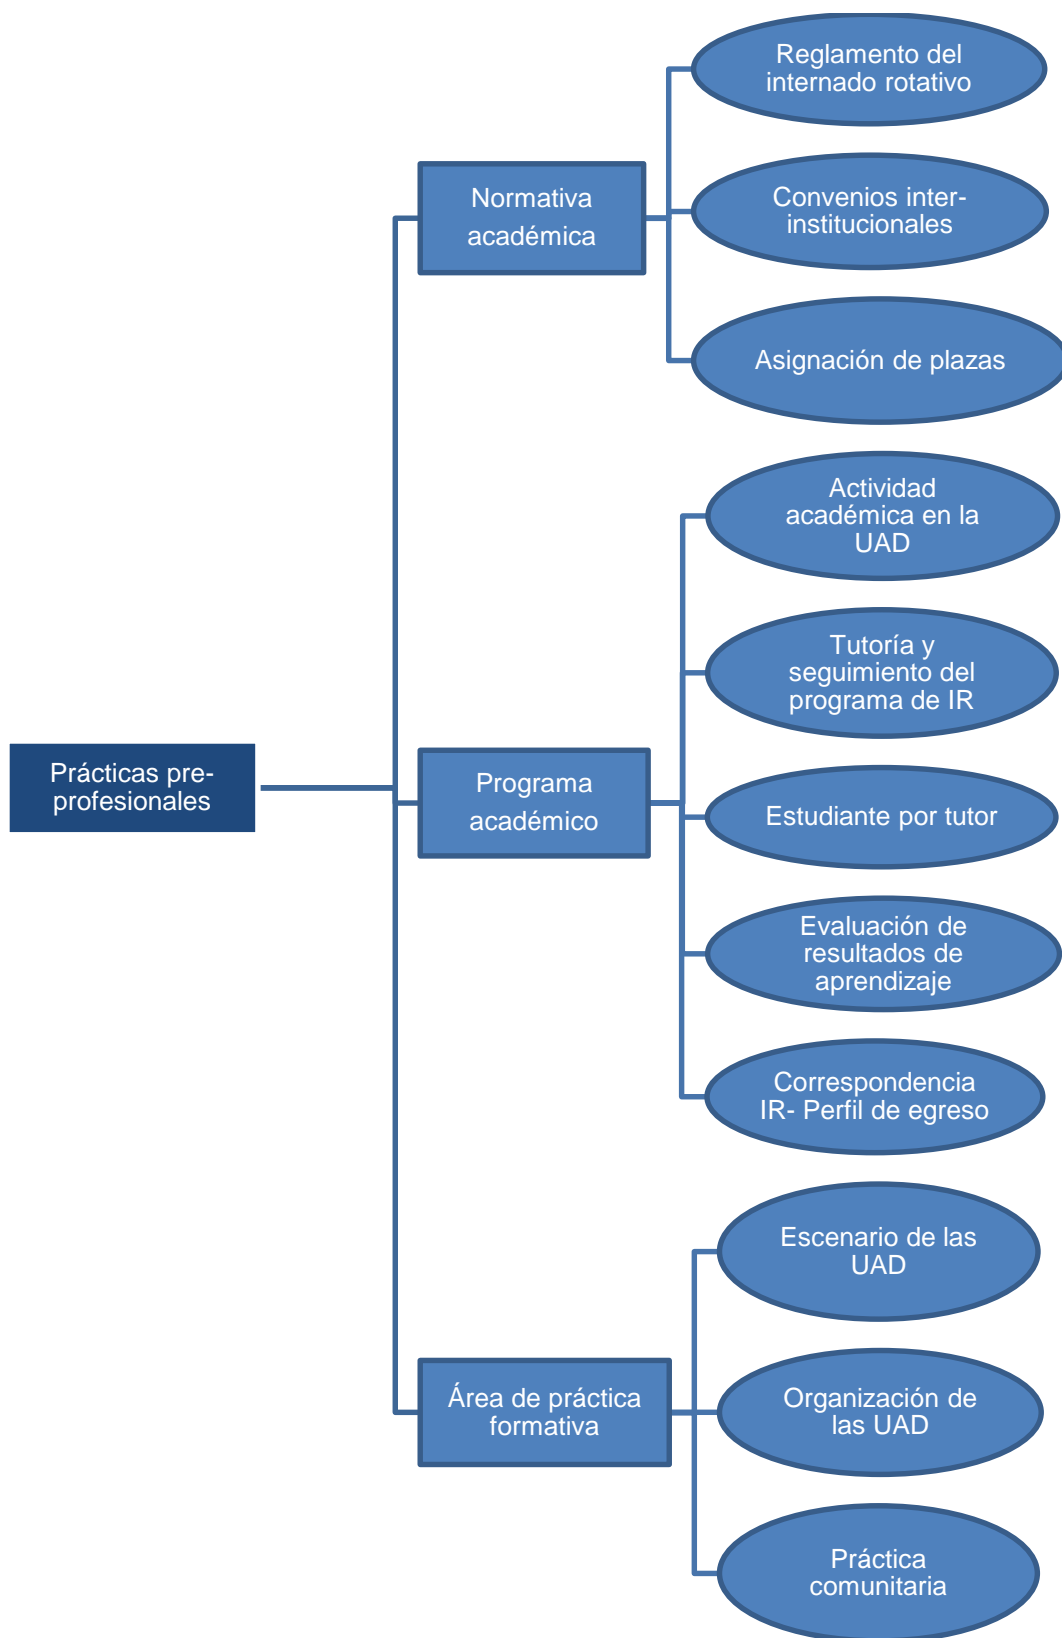 Prácticas pre-
profesionales
Normativa
académica
Reglamento del
internado rotativo
Convenios inter-
institucionales
Asignación de plazas
Programa
académico
Actividad
académica en la
UAD
Tutoría y
seguimiento del
programa de IR
Estudiante por tutor
Evaluación de
resultados de
aprendizaje
Correspondencia
IR- Perfil de egreso
Área de práctica
formativa
Escenario de las
UAD
Organización de
las UAD
Práctica
comunitaria